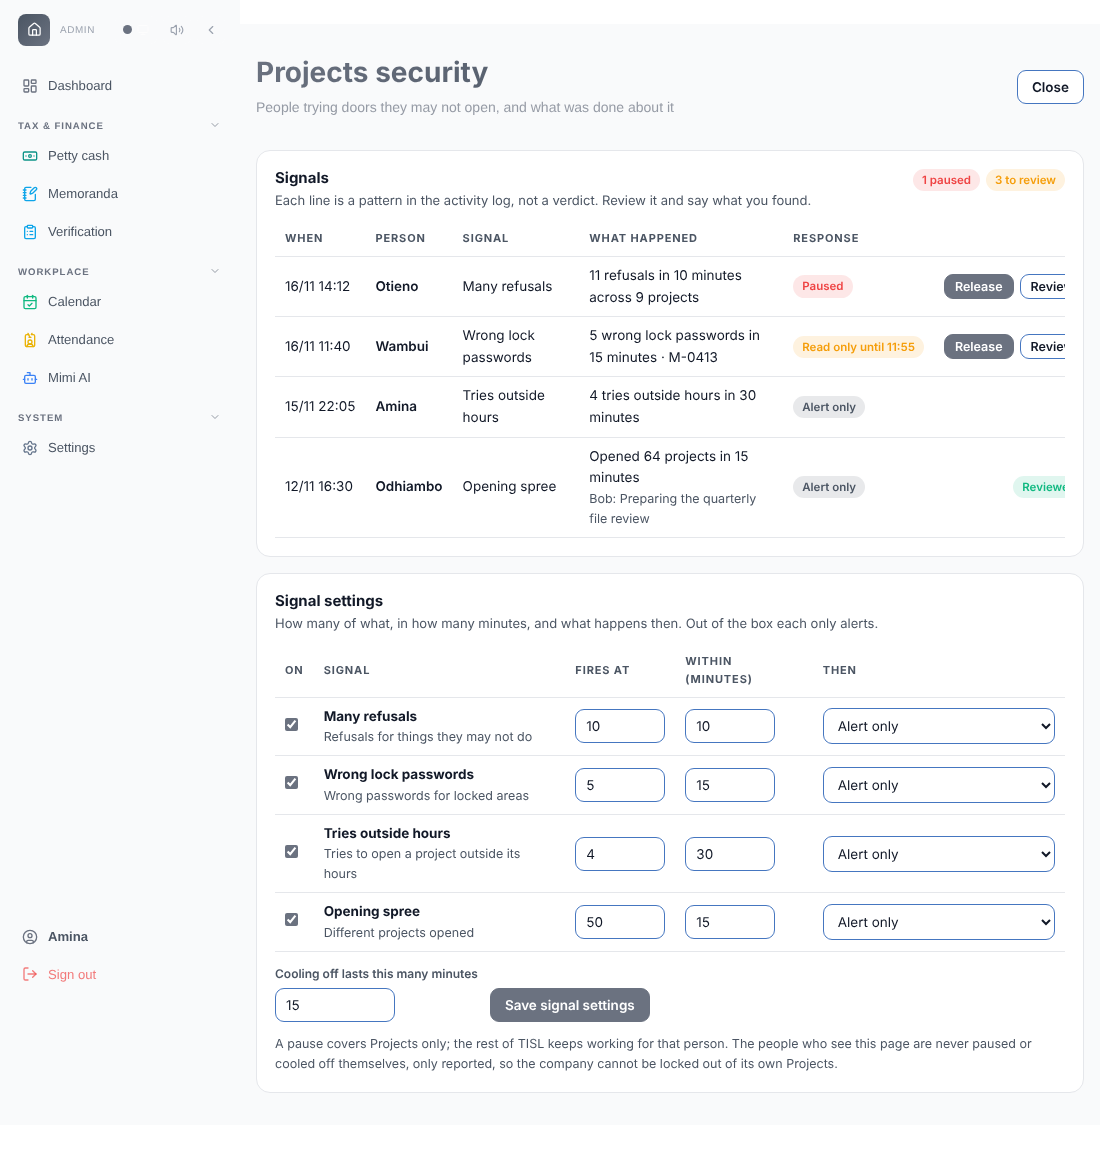 ADMIN
Dashboard
TAX & FINANCE
Petty cash
Memoranda
Verification
WORKPLACE
Calendar
Attendance
Mimi AI
SYSTEM
Settings
Amina
Sign out
Projects security
People trying doors they may not open, and what was done about it
Close
Signals
Each line is a pattern in the activity log, not a verdict. Review it and say what you found.
1 paused
3 to review
WHEN PERSON SIGNAL WHAT HAPPENED RESPONSE
16/11 14:12 Otieno Many refusals 11 refusals in 10 minutes
across 9 projects
Paused Release Review
16/11 11:40 Wambui Wrong lock
passwords
5 wrong lock passwords in
15 minutes · M-0413
Read only until 11:55 Release Review
15/11 22:05 Amina Tries outside
hours
4 tries outside hours in 30
minutes
Alert only
12/11 16:30 Odhiambo Opening spree Opened 64 projects in 15
minutes
Bob: Preparing the quarterly
file review
Alert only Reviewe
Signal settings
How many of what, in how many minutes, and what happens then. Out of the box each only alerts.
ON SIGNAL FIRES AT WITHIN
(MINUTES)
THEN
Many refusals
Refusals for things they may not do
10 10 Alert only
Wrong lock passwords
Wrong passwords for locked areas
5 15 Alert only
Tries outside hours
Tries to open a project outside its
hours
4 30 Alert only
Opening spree
Different projects opened
50 15 Alert only
Cooling off lasts this many minutes
15 Save signal settings
A pause covers Projects only; the rest of TISL keeps working for that person. The people who see this page are never paused or
cooled off themselves, only reported, so the company cannot be locked out of its own Projects.